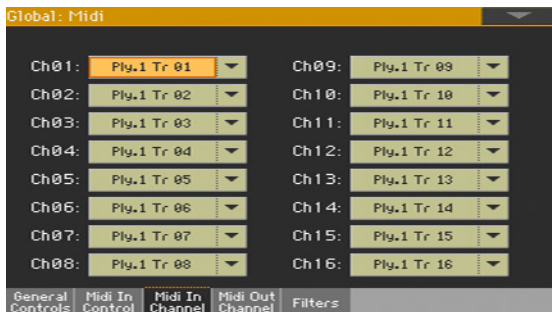 Global: Midi
Ch01: Ply.1 Tr 01
Ch02: Ply.1 Tr 02
Ch03: Ply.1 Tr 03
Ch04: Ply.1 Tr 04
Ch05: Ply.1 Tr 05
Ch06: Ply.1 Tr 06
Ch07: Ply.1 Tr 07
Ch08: Ply.1 Tr 08
Ch09: Ply.1 Tr 09
Ch10: Ply.1 Tr 10
Ch11: Ply.1 Tr 11
Ch12: Ply.1 Tr 12
Ch13: Ply.1 Tr 13
Ch14: Ply.1 Tr 14
Ch15: Ply.1 Tr 15
Ch16: Ply.1 Tr 16
General Controls
Midi In Control
Midi In Channel
Midi Out Channel
Filters